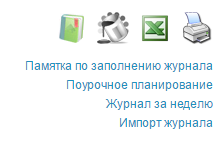 Памятка по заполнению журнала
Поурочное планирование
Журнал за неделю
Импорт журнала